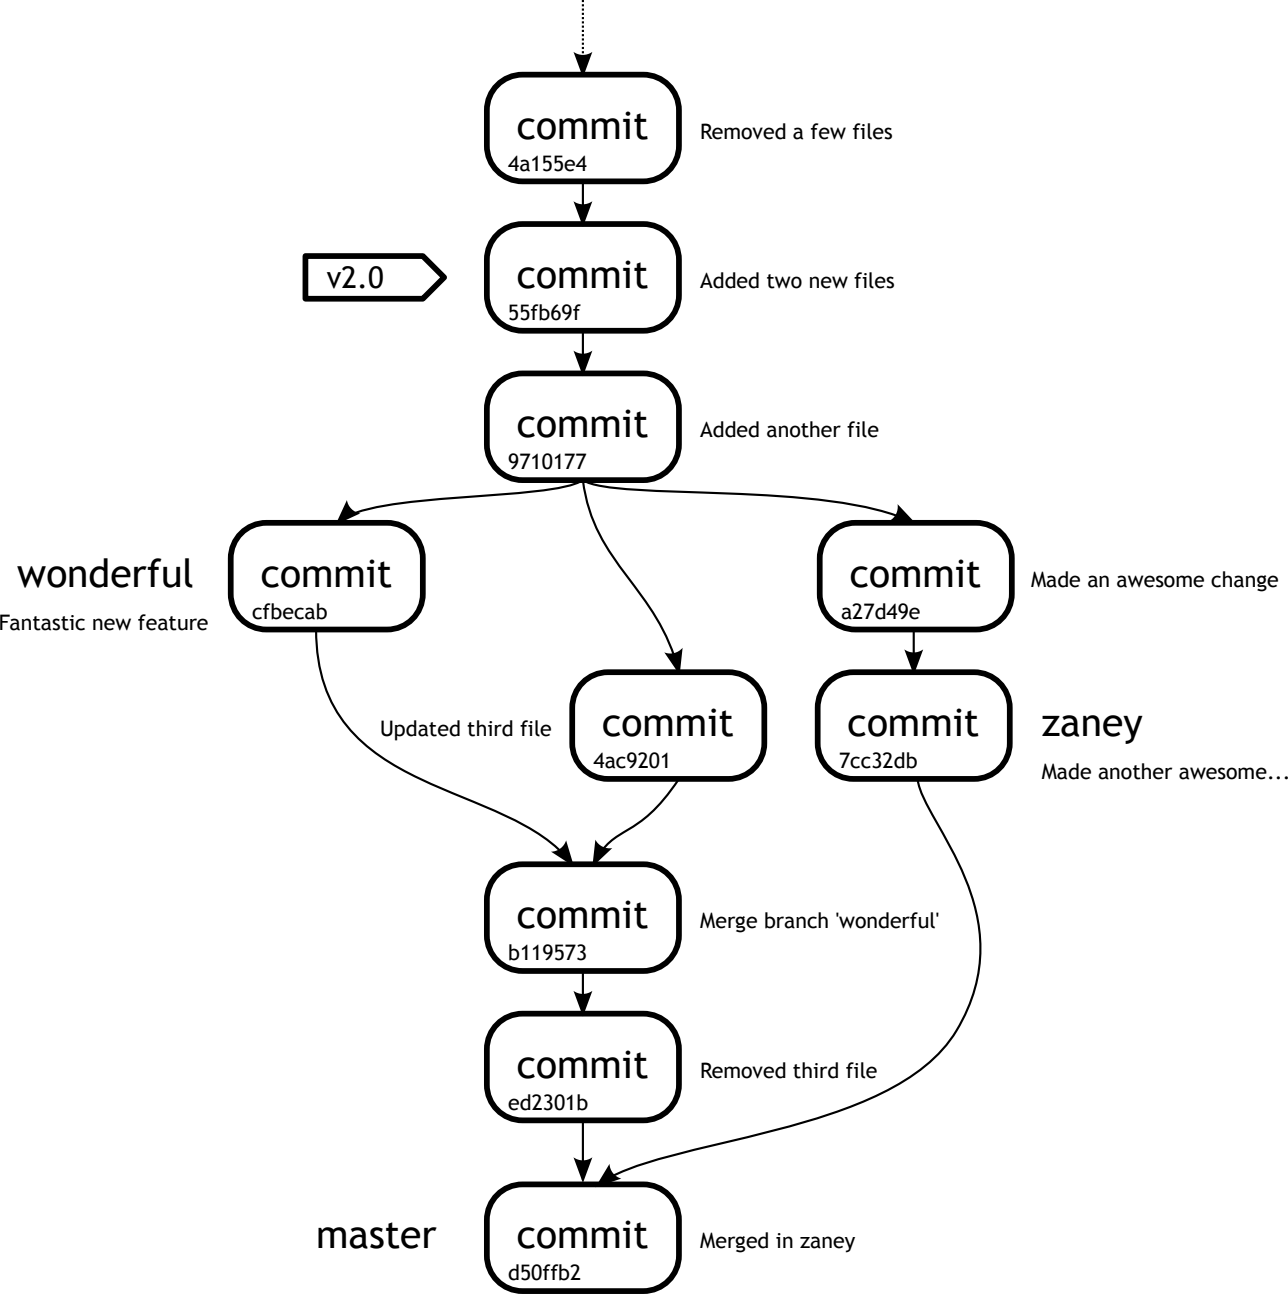 commit
4a155e4
Removed a few files
v2.0
commit
55fb69f
Added two new files
commit
9710177
Added another file
wonderful
Fantastic new feature
commit
cfbecab
commit
a27d49e
Made an awesome change
Updated third file
commit
4ac9201
commit
7cc32db
zaney
Made another awesome...
commit
b119573
Merge branch 'wonderful'
commit
ed2301b
Removed third file
master
commit
d50ffb2
Merged in zaney